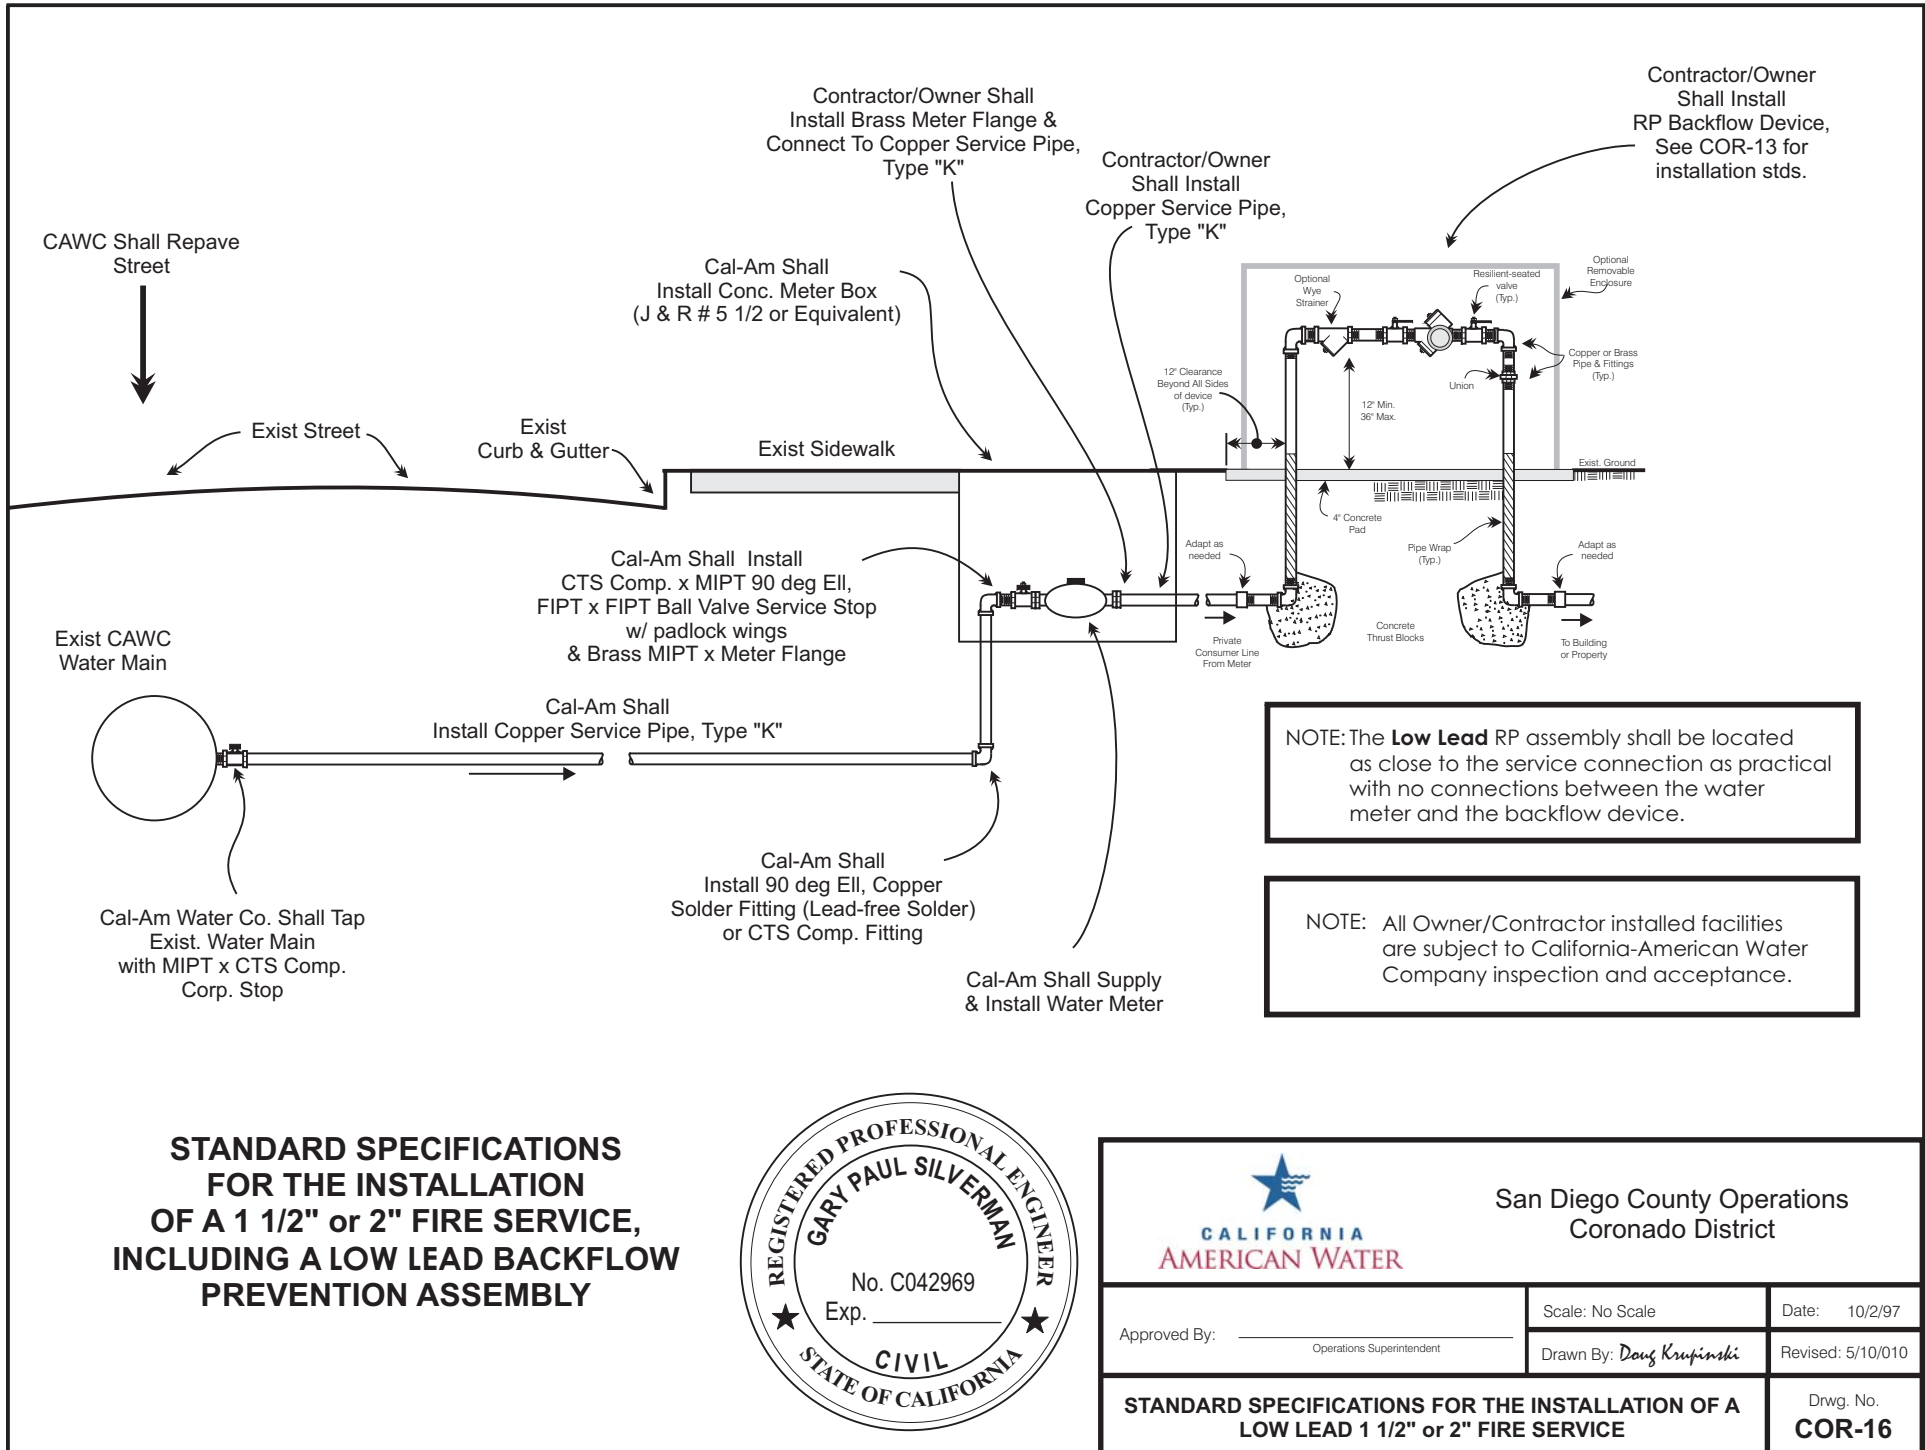 Contractor/Owner Shall
Install Brass Meter Flange &
Connect To Copper Service Pipe,
Type "K"
Contractor/Owner
Shall Install
Copper Service Pipe,
Type "K"
Contractor/Owner
Shall Install
RP Backflow Device,
See COR-13 for
installation stds.
CAWC Shall Repave
Street
Cal-Am Shall
Install Conc. Meter Box
(J & R # 5 1/2 or Equivalent)
Optional
Wye
Strainer
Resilient-seated
valve
(Typ.)
Optional
Removable
Enclosure
12" Clearance
Beyond All Sides
of device
(Typ.)
12" Min.
36" Max.
Union
Copper or Brass
Pipe & Fittings
(Typ.)
Exist Street
Exist
Curb & Gutter
Exist Sidewalk
Exist. Ground
4" Concrete
Pad
Pipe Wrap
(Typ.)
Adapt as
needed
Adapt as
needed
Cal-Am Shall Install
CTS Comp. x MIPT 90 deg Ell,
FIPT x FIPT Ball Valve Service Stop
w/ padlock wings
& Brass MIPT x Meter Flange
Private
Consumer Line
From Meter
Concrete
Thrust Blocks
To Building
or Property
Exist CAWC
Water Main
Cal-Am Shall
Install Copper Service Pipe, Type "K"
NOTE: The Low Lead RP assembly shall be located
as close to the service connection as practical
with no connections between the water
meter and the backflow device.
Cal-Am Shall
Install 90 deg Ell, Copper
Solder Fitting (Lead-free Solder)
or CTS Comp. Fitting
Cal-Am Water Co. Shall Tap
Exist. Water Main
with MIPT x CTS Comp.
Corp. Stop
NOTE: All Owner/Contractor installed facilities
are subject to California-American Water
Company inspection and acceptance.
Cal-Am Shall Supply
& Install Water Meter
STANDARD SPECIFICATIONS
FOR THE INSTALLATION
OF A 1 1/2" or 2" FIRE SERVICE,
INCLUDING A LOW LEAD BACKFLOW
PREVENTION ASSEMBLY
REGISTERED PROFESSIONAL ENGINEER
GARY PAUL SILVERMAN
No. C042969
Exp.
CIVIL
STATE OF CALIFORNIA
CALIFORNIA
AMERICAN WATER
San Diego County Operations
Coronado District
Approved By:
Operations Superintendent
Scale: No Scale
Date: 10/2/97
Drawn By: Doug Krupinski
Revised: 5/10/010
STANDARD SPECIFICATIONS FOR THE INSTALLATION OF A
LOW LEAD 1 1/2" or 2" FIRE SERVICE
Drwg. No.
COR-16